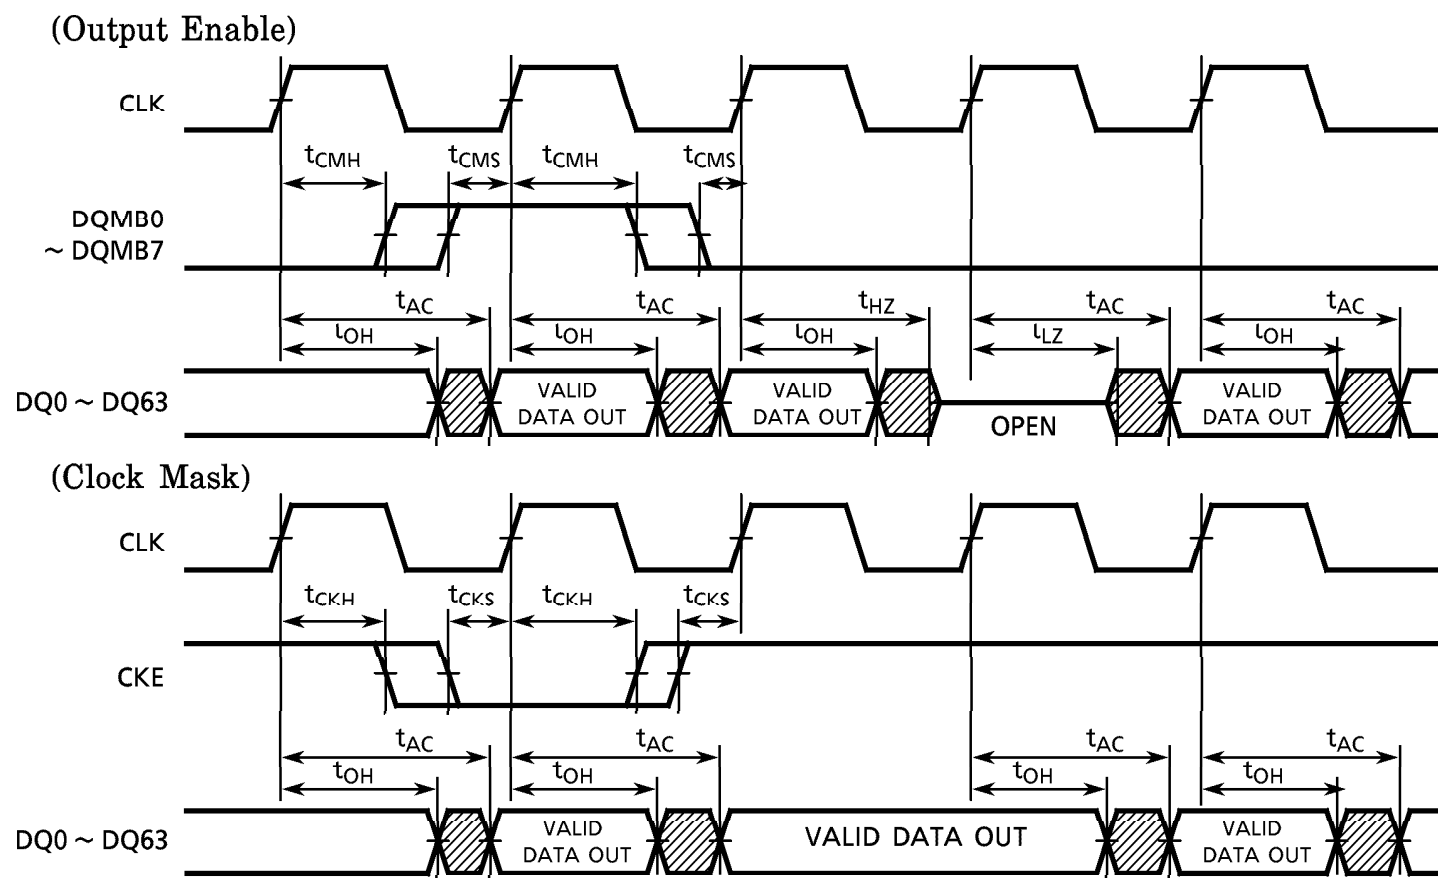 (Output Enable)
CLK
tCMH tCMS tCMH tCMS
DQMB0
~ DQMB7
tAC tAC tHZ tAC tAC
tOH tOH tOH tLZ tOH
DQ0 ~ DQ63
VALID VALID VALID
DATA OUT DATA OUT DATA OUT
OPEN
(Clock Mask)
CLK
tCKH tCKS tCKH tCKS
CKE
tAC tAC tAC tAC
tOH tOH tOH tOH
DQ0 ~ DQ63
VALID VALID DATA OUT VALID
DATA OUT DATA OUT